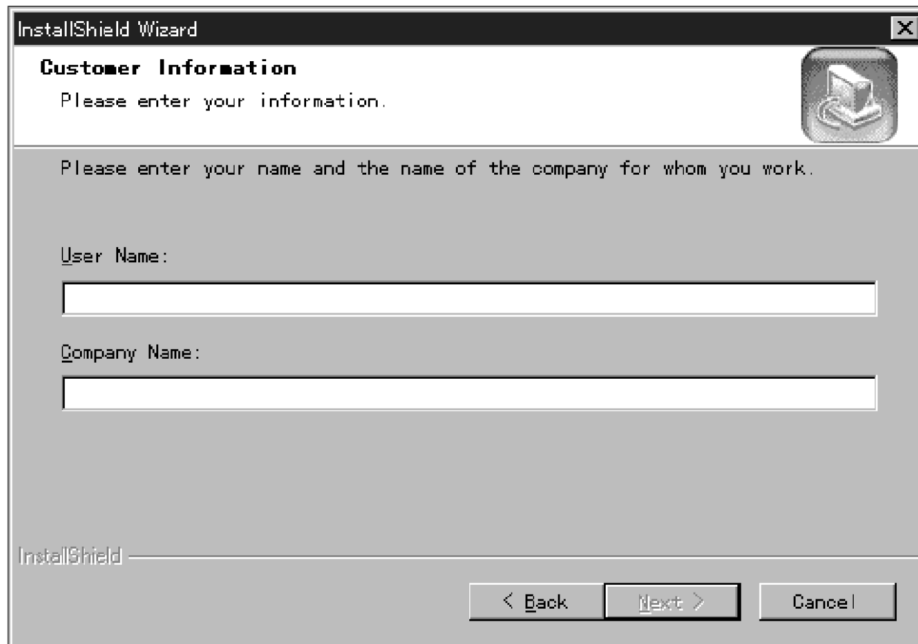 InstallShield Wizard
Customer Information
Please enter your information.
Please enter your name and the name of the company for whom you work.
User Name:
Company Name:
InstallShield
< Back
Next >
Cancel